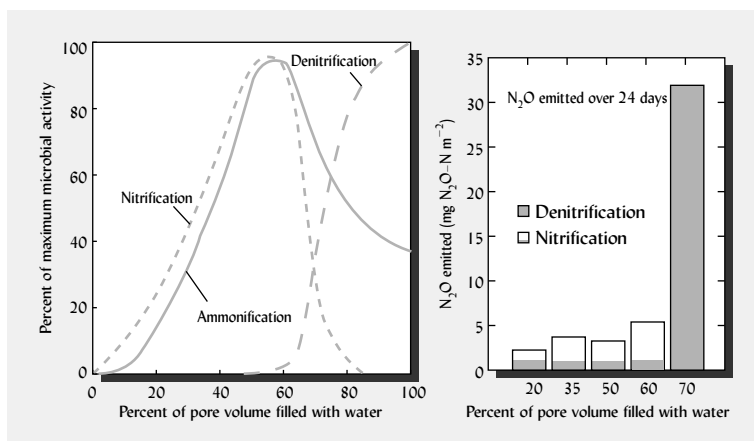 100
80
60
40
20
0
Percent of maximum microbial activity
Denitrification
Nitrification
Ammonification
0 20 40 60 80 100
Percent of pore volume filled with water
35
30
25
20
15
10
5
0
N₂O emitted (mg N₂O–N m⁻²)
N₂O emitted over 24 days
Denitrification
Nitrification
20 35 50 60 70
Percent of pore volume filled with water